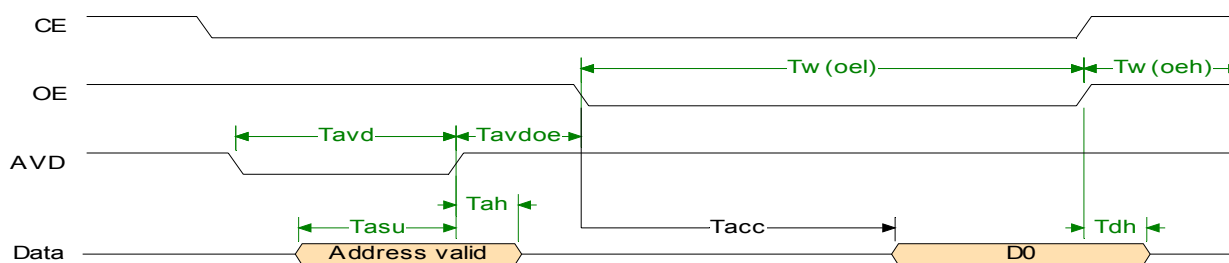 CE
Tw (oel) Tw (oeh)
OE
Tavd Tavdoe
AVD
Tah
Tasu Tacc Tdh
Data Address valid D0